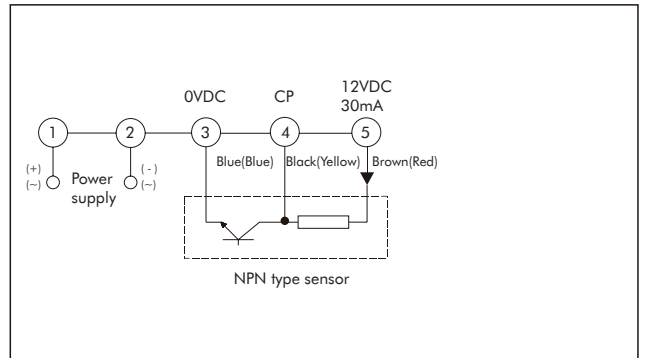 12VDC
0VDC CP 30mA
1 2 3 4 5
Blue(Blue) Black(Yellow) Brown(Red)
(+) (-)
(~) Power (~)
supply
NPN type sensor